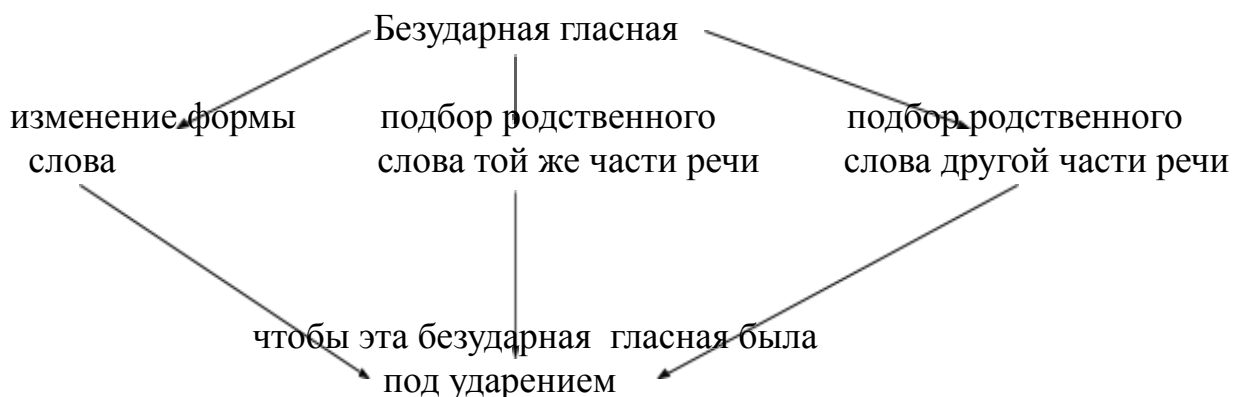 Безударная гласная
изменение формы
слова
подбор родственного
слова той же части речи
подбор родственного
слова другой части речи
чтобы эта безударная гласная была
под ударением